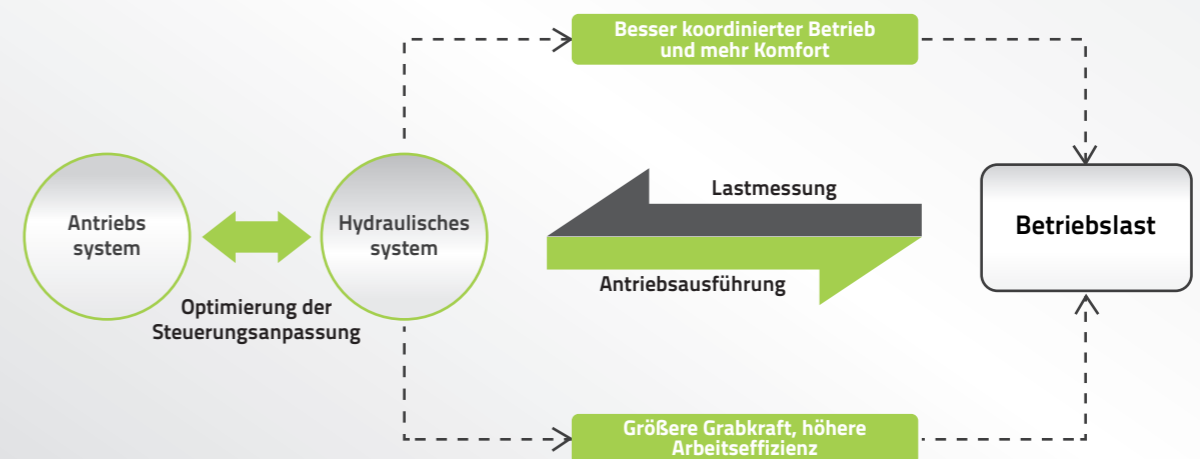 Besser koordinierter Betrieb
und mehr Komfort
Antriebs
system
Hydraulisches
system
Optimierung der
Steuerungsanpassung
Lastmessung
Antriebsausführung
Betriebslast
Größere Grabkraft, höhere
Arbeitseffizienz